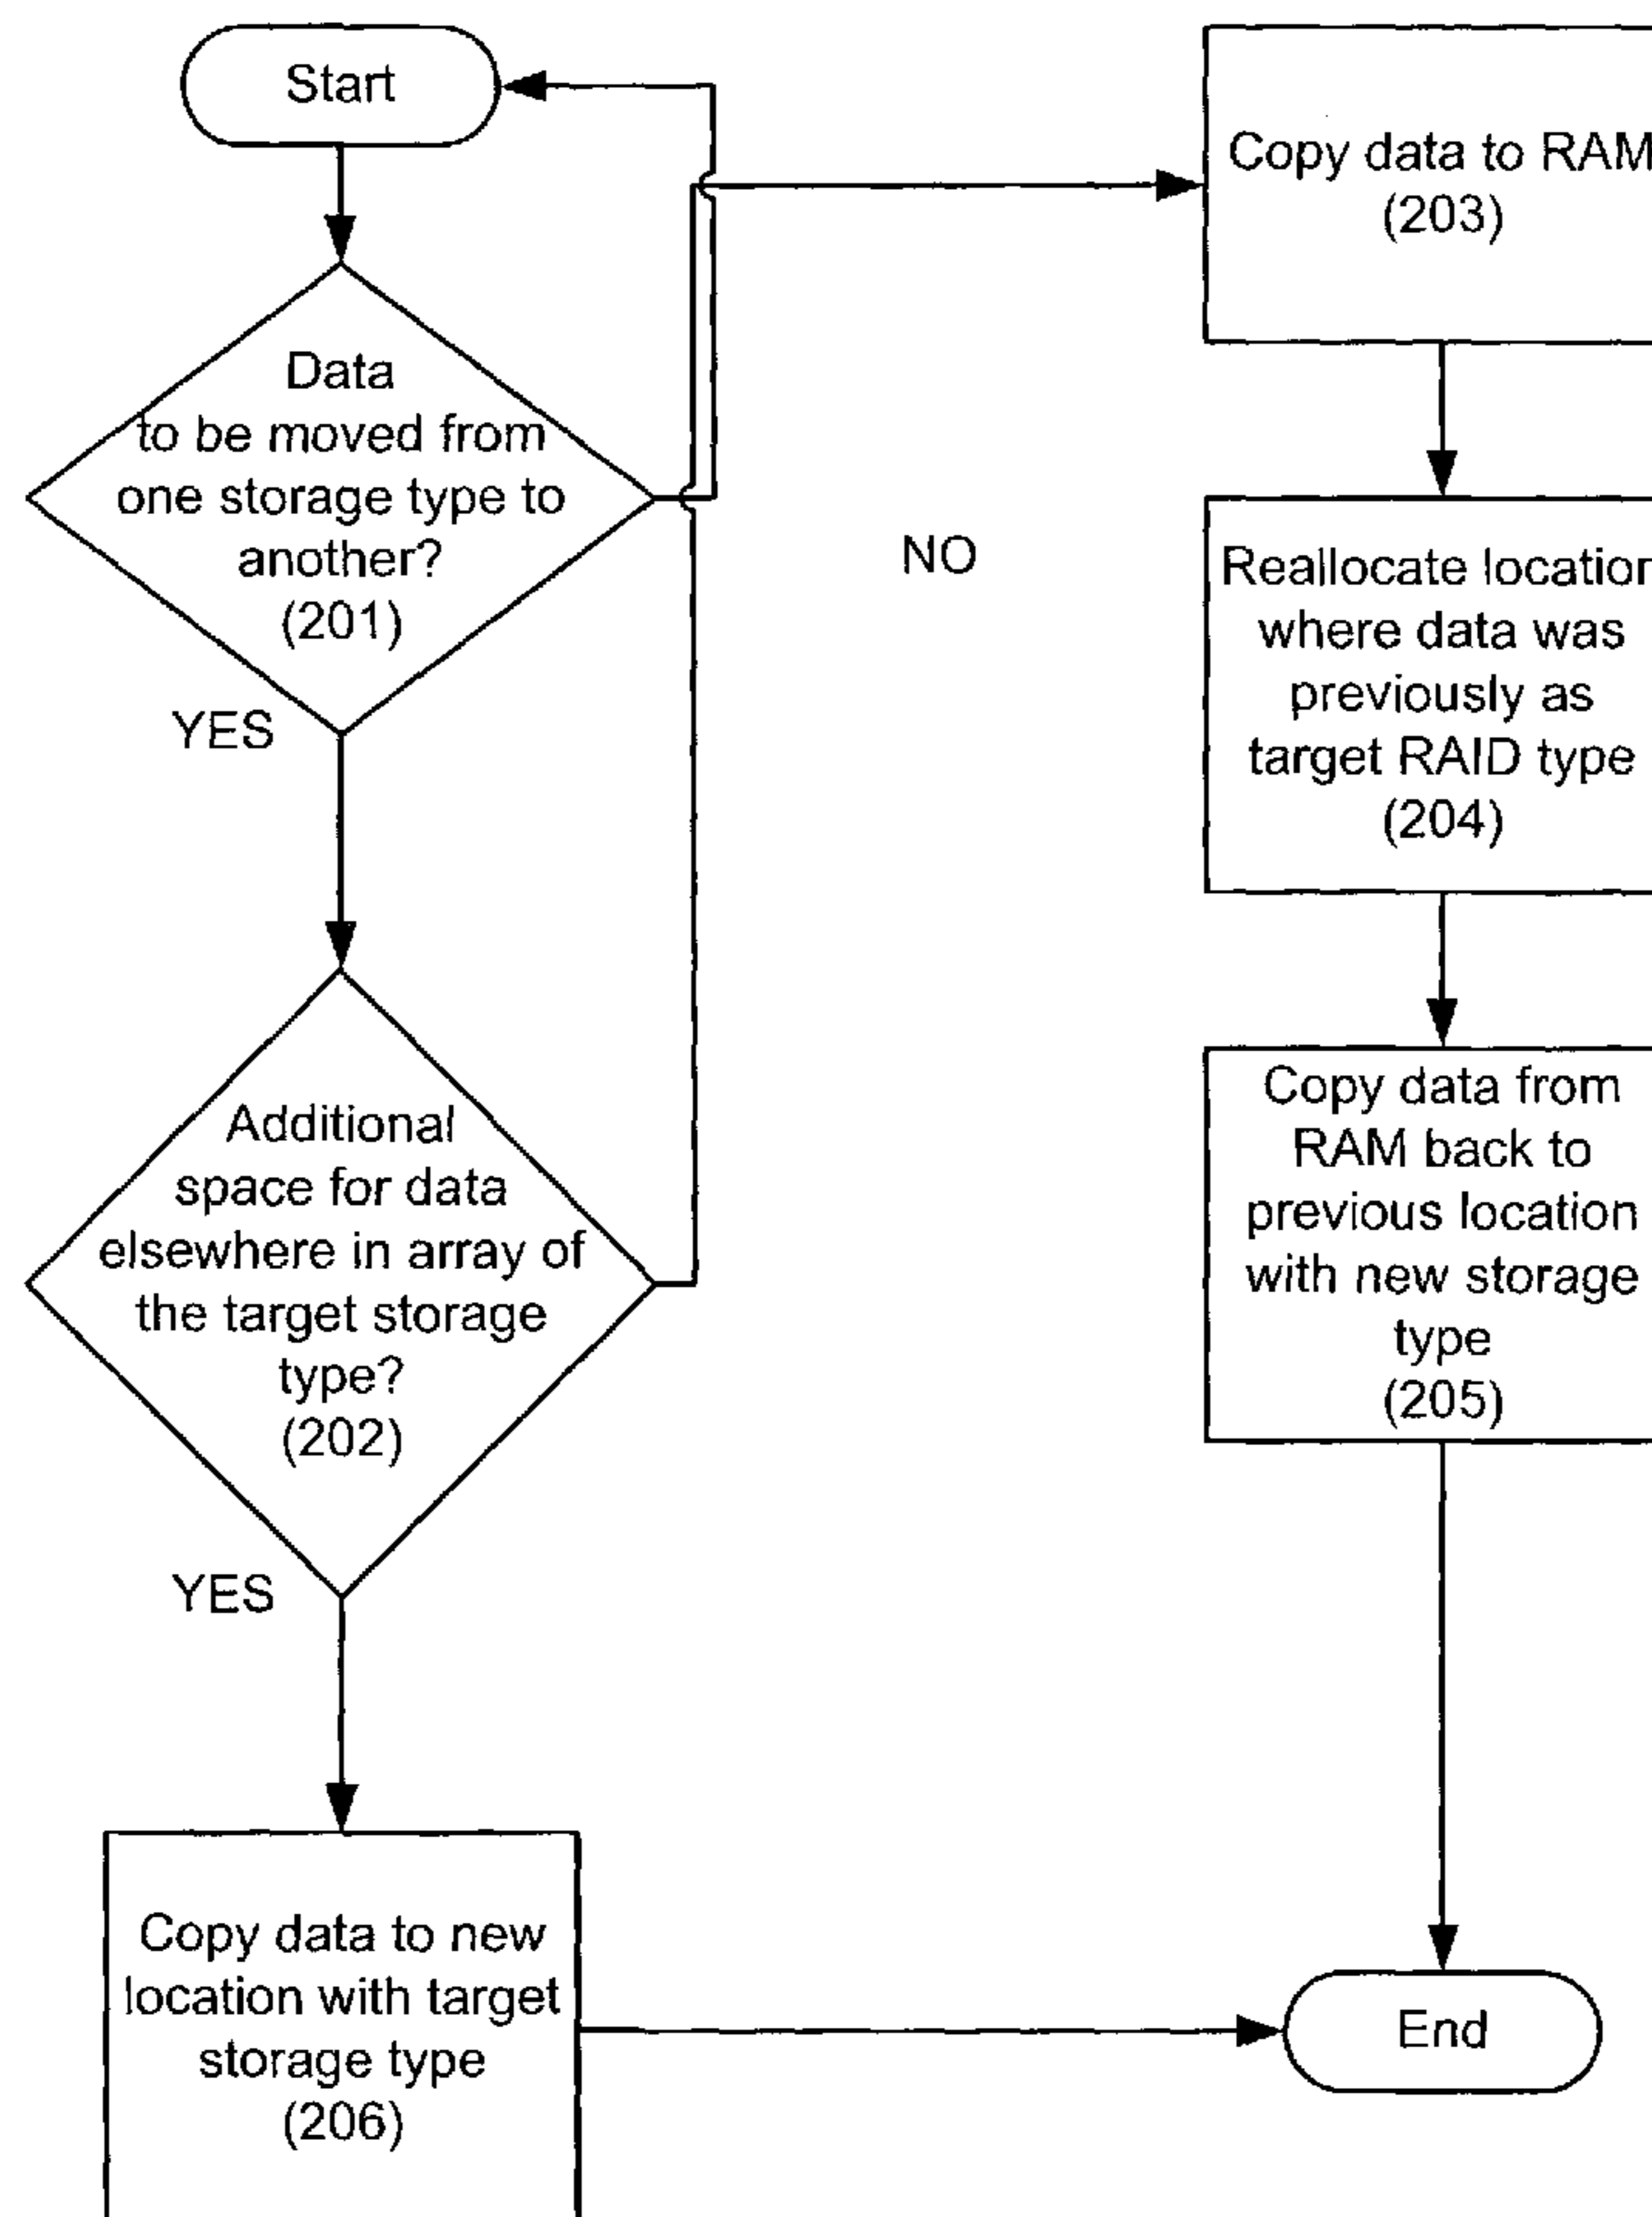 Start
Data
to be moved from
one storage type to
another?
(201)
YES
Additional
space for data
elsewhere in array of
the target storage
type?
(202)
YES
Copy data to new
location with target
storage type
(206)
NO
Copy data to RAM
(203)
Reallocate location
where data was
previously as
target RAID type
(204)
Copy data from
RAM back to
previous location
with new storage
type
(205)
End